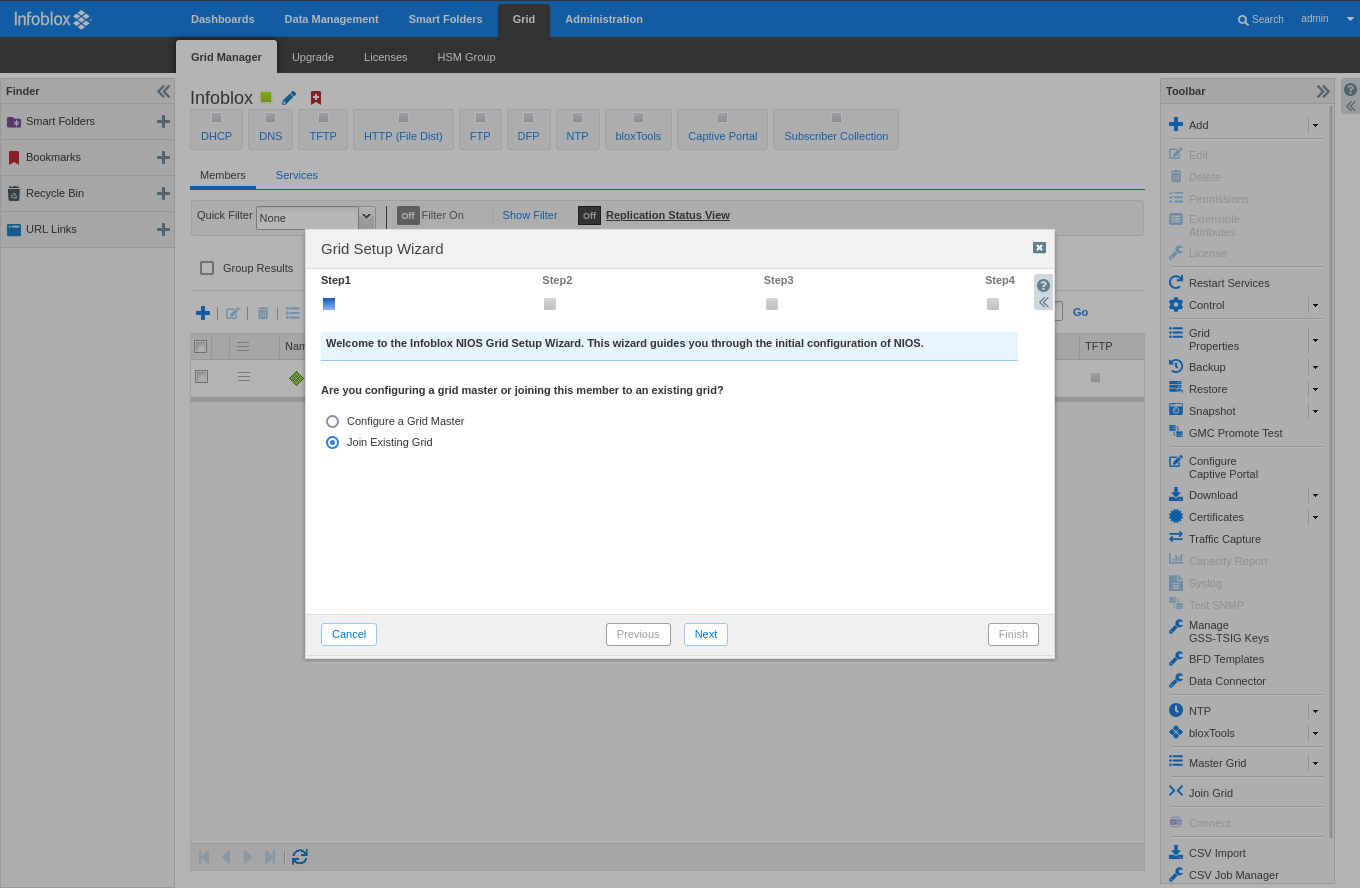 Infoblox
Dashboards
Data Management
Smart Folders
Grid
Administration
Search
admin
Grid Manager
Upgrade
Licenses
HSM Group
Finder
Smart Folders
Bookmarks
Recycle Bin
URL Links
Infoblox
DHCP
DNS
TFTP
HTTP (File Dist)
FTP
DFP
NTP
bloxTools
Captive Portal
Subscriber Collection
Members
Services
Quick Filter
None
Off
Filter On
Show Filter
Off
Replication Status View
Group Results
Go
Nam
TFTP
Grid Setup Wizard
Step1
Step2
Step3
Step4
?
Welcome to the Infoblox NIOS Grid Setup Wizard. This wizard guides you through the initial configuration of NIOS.
Are you configuring a grid master or joining this member to an existing grid?
Configure a Grid Master
Join Existing Grid
Cancel
Previous
Next
Finish
Toolbar
?
Add
Edit
Delete
Permissions
Extensible
Attributes
License
Restart Services
Control
Grid
Properties
Backup
Restore
Snapshot
GMC Promote Test
Configure
Captive Portal
Download
Certificates
Traffic Capture
Capacity Report
Syslog
Test SNMP
Manage
GSS-TSIG Keys
BFD Templates
Data Connector
NTP
bloxTools
Master Grid
Join Grid
Connect
CSV Import
CSV Job Manager